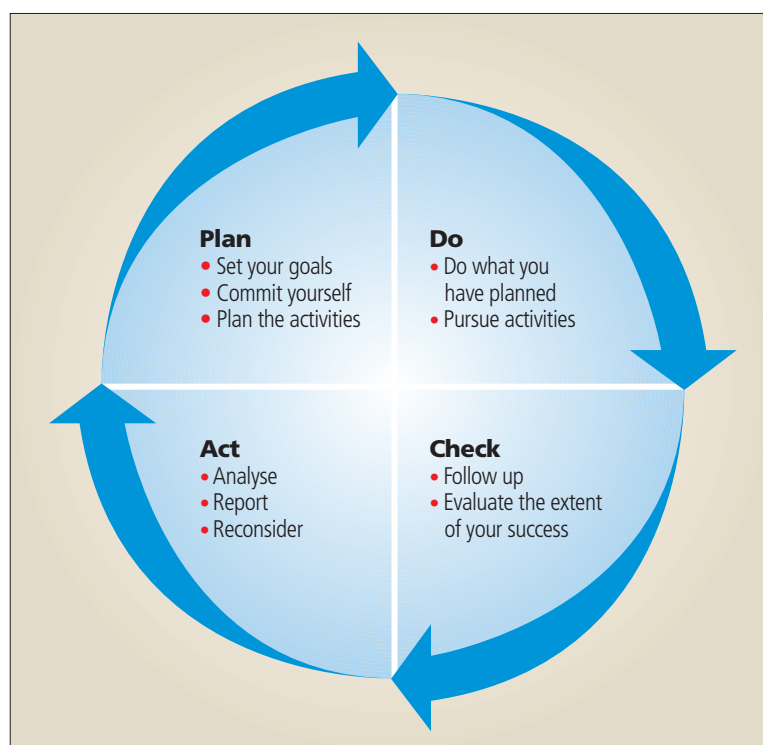 Plan
• Set your goals
• Commit yourself
• Plan the activities
Do
• Do what you
have planned
• Pursue activities
Act
• Analyse
• Report
• Reconsider
Check
• Follow up
• Evaluate the extent
of your success